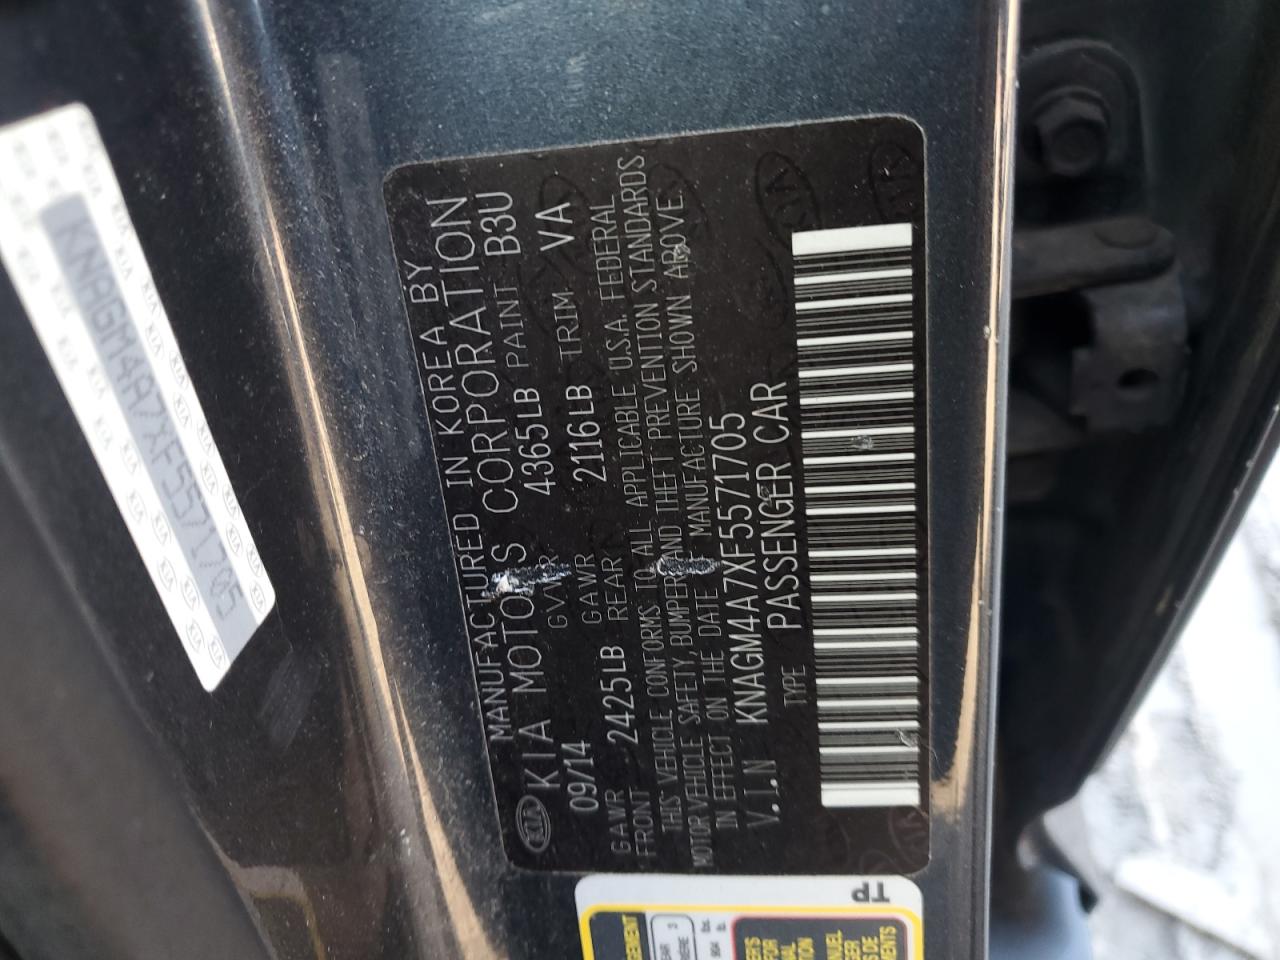 MANUFACTURED IN KOREA BY
KIA KIA MOTORS CORPORATION
09/14 GVWR 4365LB PAINT B3U
GAWR FRONT 2425LB GAWR REAR 2116LB TRIM VA
THIS VEHICLE CONFORMS TO ALL APPLICABLE U.S.A. FEDERAL
MOTOR VEHICLE SAFETY, BUMPER AND THEFT PREVENTION STANDARDS
IN EFFECT ON THE DATE MANUFACTURE SHOWN ABOVE.
V.I.N KNAGM4A7XF5571705
TYPE PASSENGER CAR
KNAGM4A7XF5571705
TP